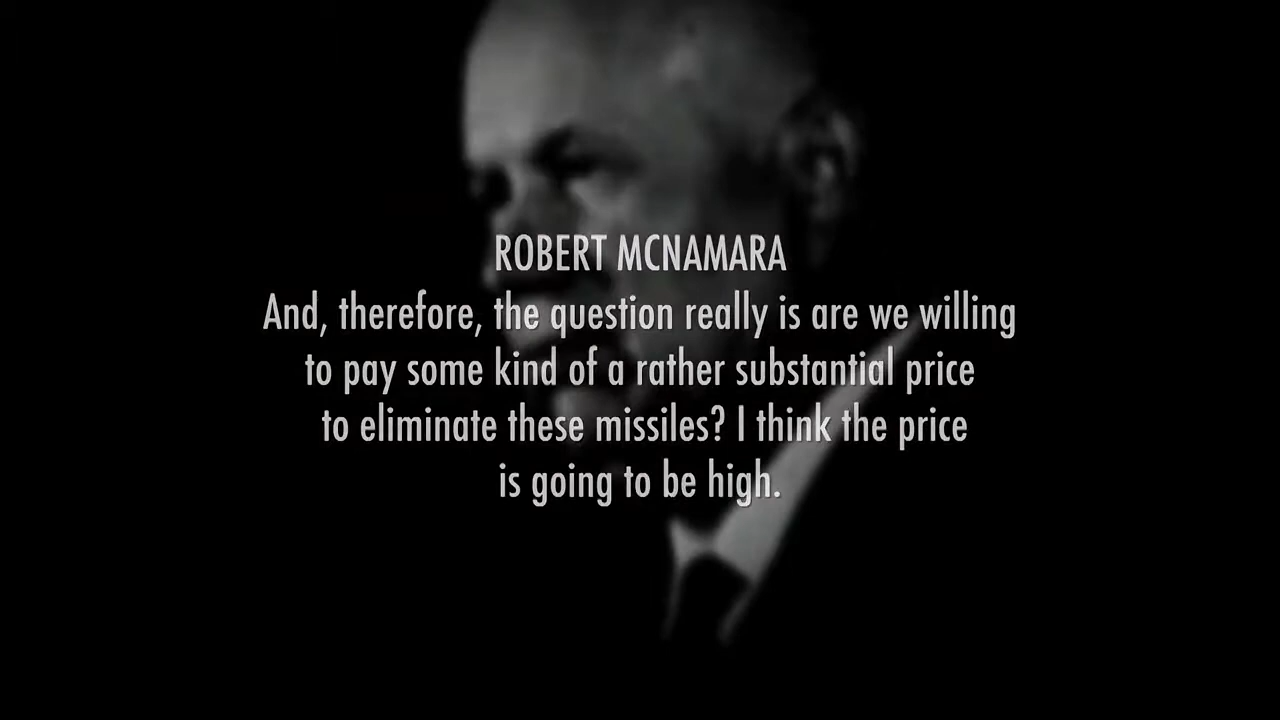 ROBERT MCNAMARA
And, therefore, the question really is are we willing
to pay some kind of a rather substantial price
to eliminate these missiles? I think the price
is going to be high.